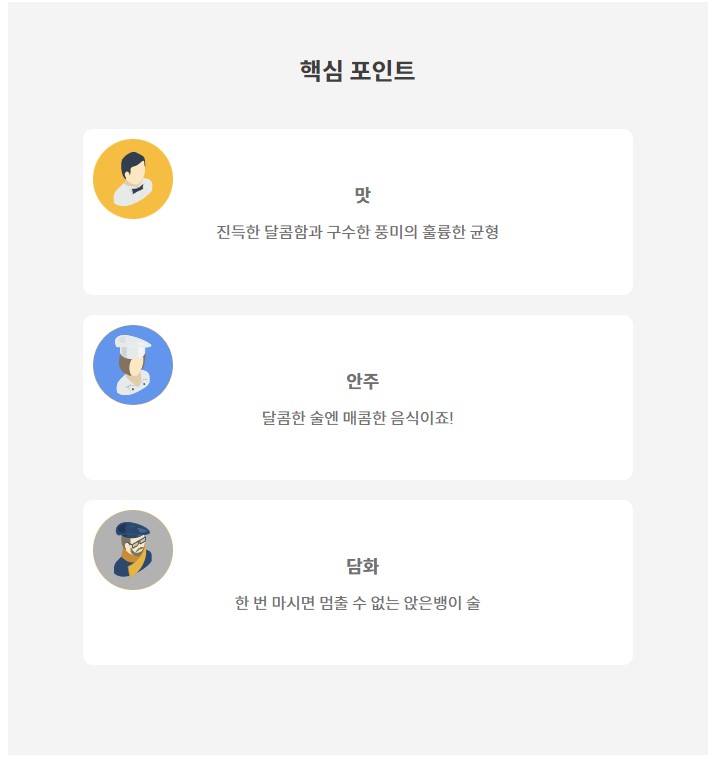 핵심 포인트
맛
진득한 달콤함과 구수한 풍미의 훌륭한 균형
안주
달콤한 술엔 매콤한 음식이죠!
담화
한 번 마시면 멈출 수 없는 앉은뱅이 술